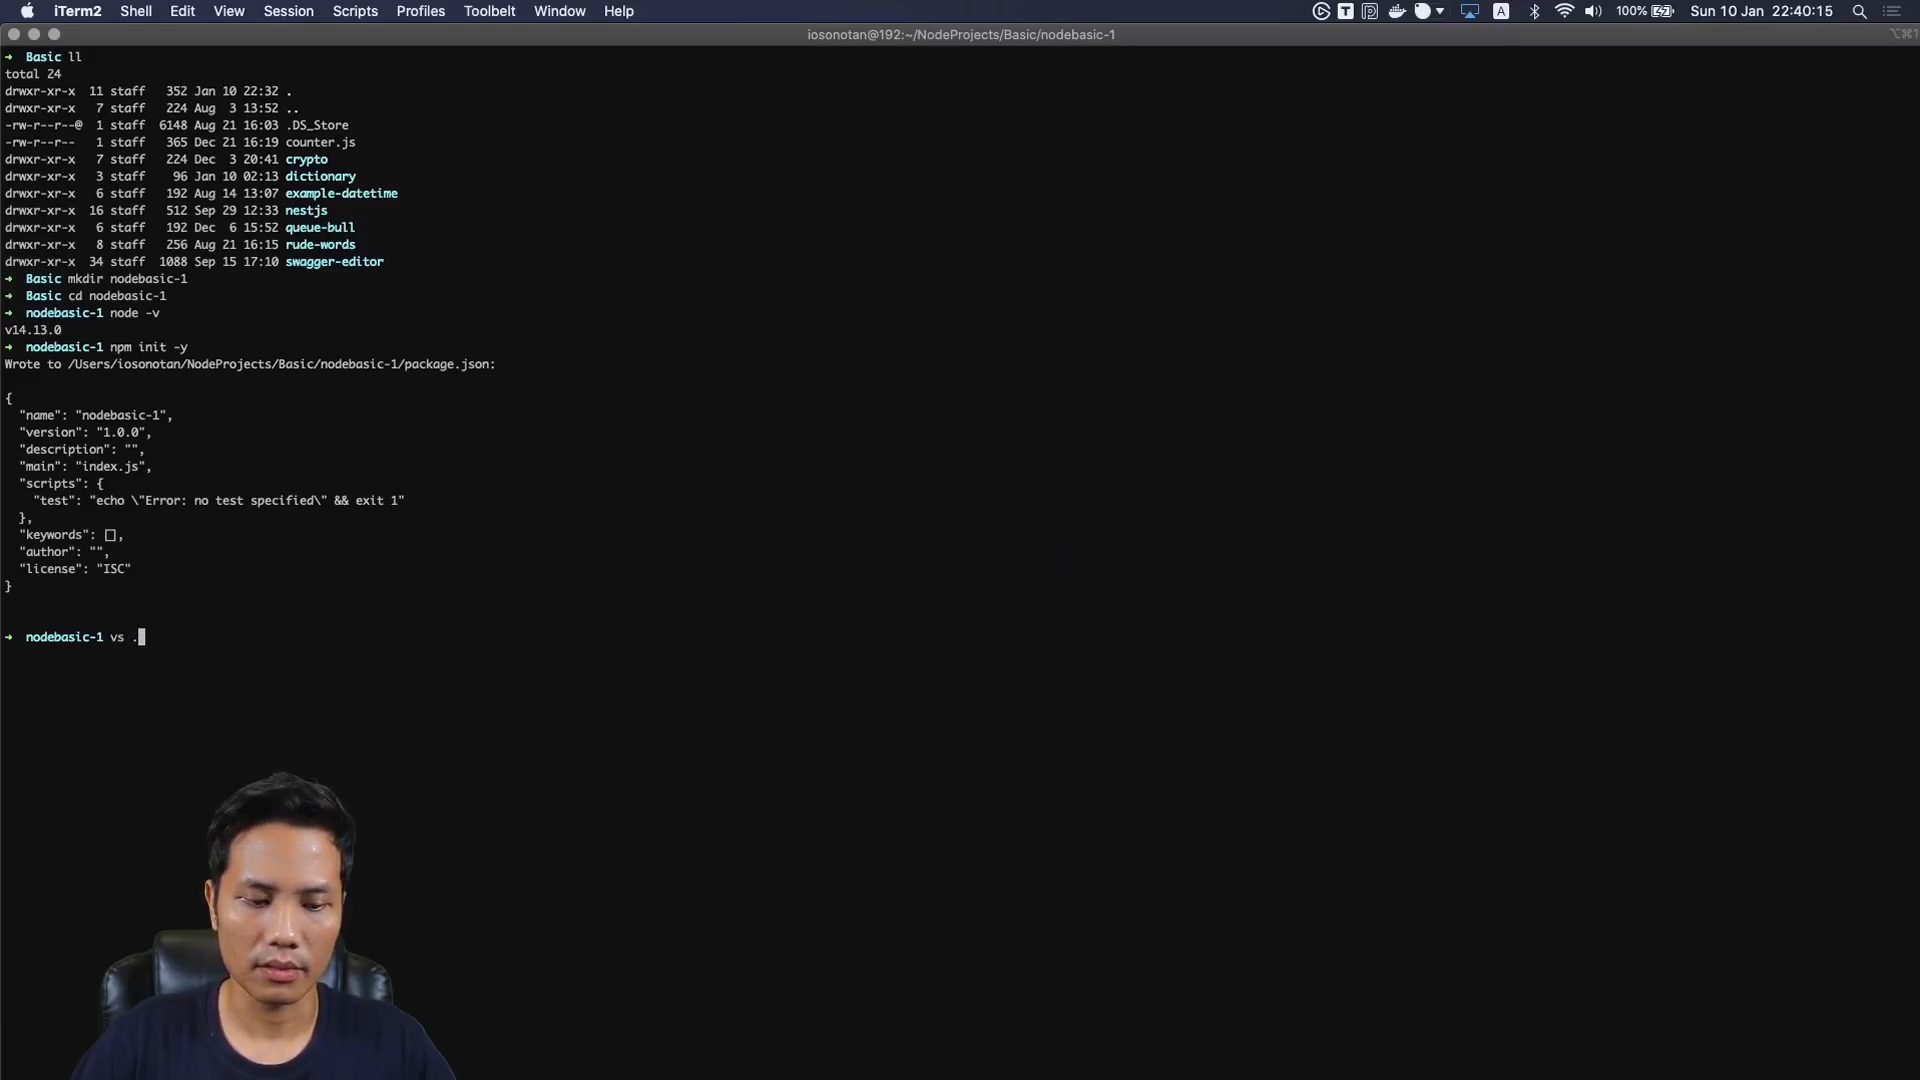 iTerm2 Shell Edit View Session Scripts Profiles Toolbelt Window Help A 100% Sun 10 Jan 22:40:15
iosonotan@192:~/NodeProjects/Basic/nodebasic-1 ⌥⌘1
→ Basic ll
total 24
drwxr-xr-x 11 staff 352 Jan 10 22:32 .
drwxr-xr-x 7 staff 224 Aug 3 13:52 ..
-rw-r--r--@ 1 staff 6148 Aug 21 16:03 .DS_Store
-rw-r--r-- 1 staff 365 Dec 21 16:19 counter.js
drwxr-xr-x 7 staff 224 Dec 3 20:41 crypto
drwxr-xr-x 3 staff 96 Jan 10 02:13 dictionary
drwxr-xr-x 6 staff 192 Aug 14 13:07 example-datetime
drwxr-xr-x 16 staff 512 Sep 29 12:33 nestjs
drwxr-xr-x 6 staff 192 Dec 6 15:52 queue-bull
drwxr-xr-x 8 staff 256 Aug 21 16:15 rude-words
drwxr-xr-x 34 staff 1088 Sep 15 17:10 swagger-editor
→ Basic mkdir nodebasic-1
→ Basic cd nodebasic-1
→ nodebasic-1 node -v
v14.13.0
→ nodebasic-1 npm init -y
Wrote to /Users/iosonotan/NodeProjects/Basic/nodebasic-1/package.json:
{
"name": "nodebasic-1",
"version": "1.0.0",
"description": "",
"main": "index.js",
"scripts": {
"test": "echo \"Error: no test specified\" && exit 1"
},
"keywords": [],
"author": "",
"license": "ISC"
}
→ nodebasic-1 vs .